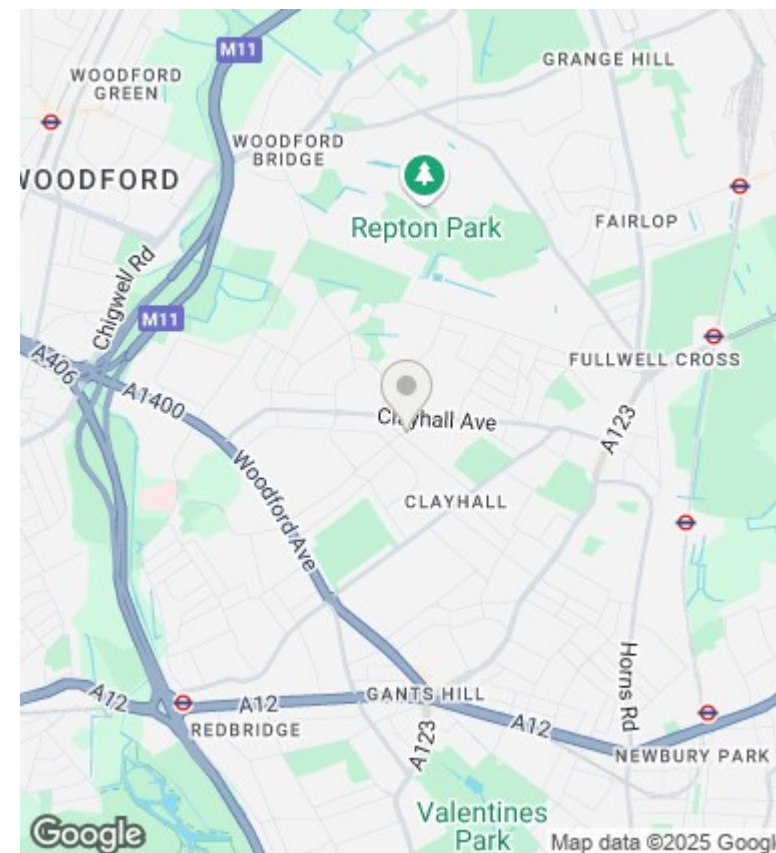 M11
WOODFORD
GREEN
GRANGE HILL
WOODFORD
BRIDGE
WOODFORD
Repton Park
FAIRLOP
Chigwell Rd
M11
A406
A1400
FULLWELL CROSS
Clayhall Ave
A123
Woodford Ave
CLAYHALL
Horns Rd
A12
A12
GANTS HILL
REDBRIDGE
A123
A12
NEWBURY PARK
Valentines
Park
Google
Map data ©2025 Google